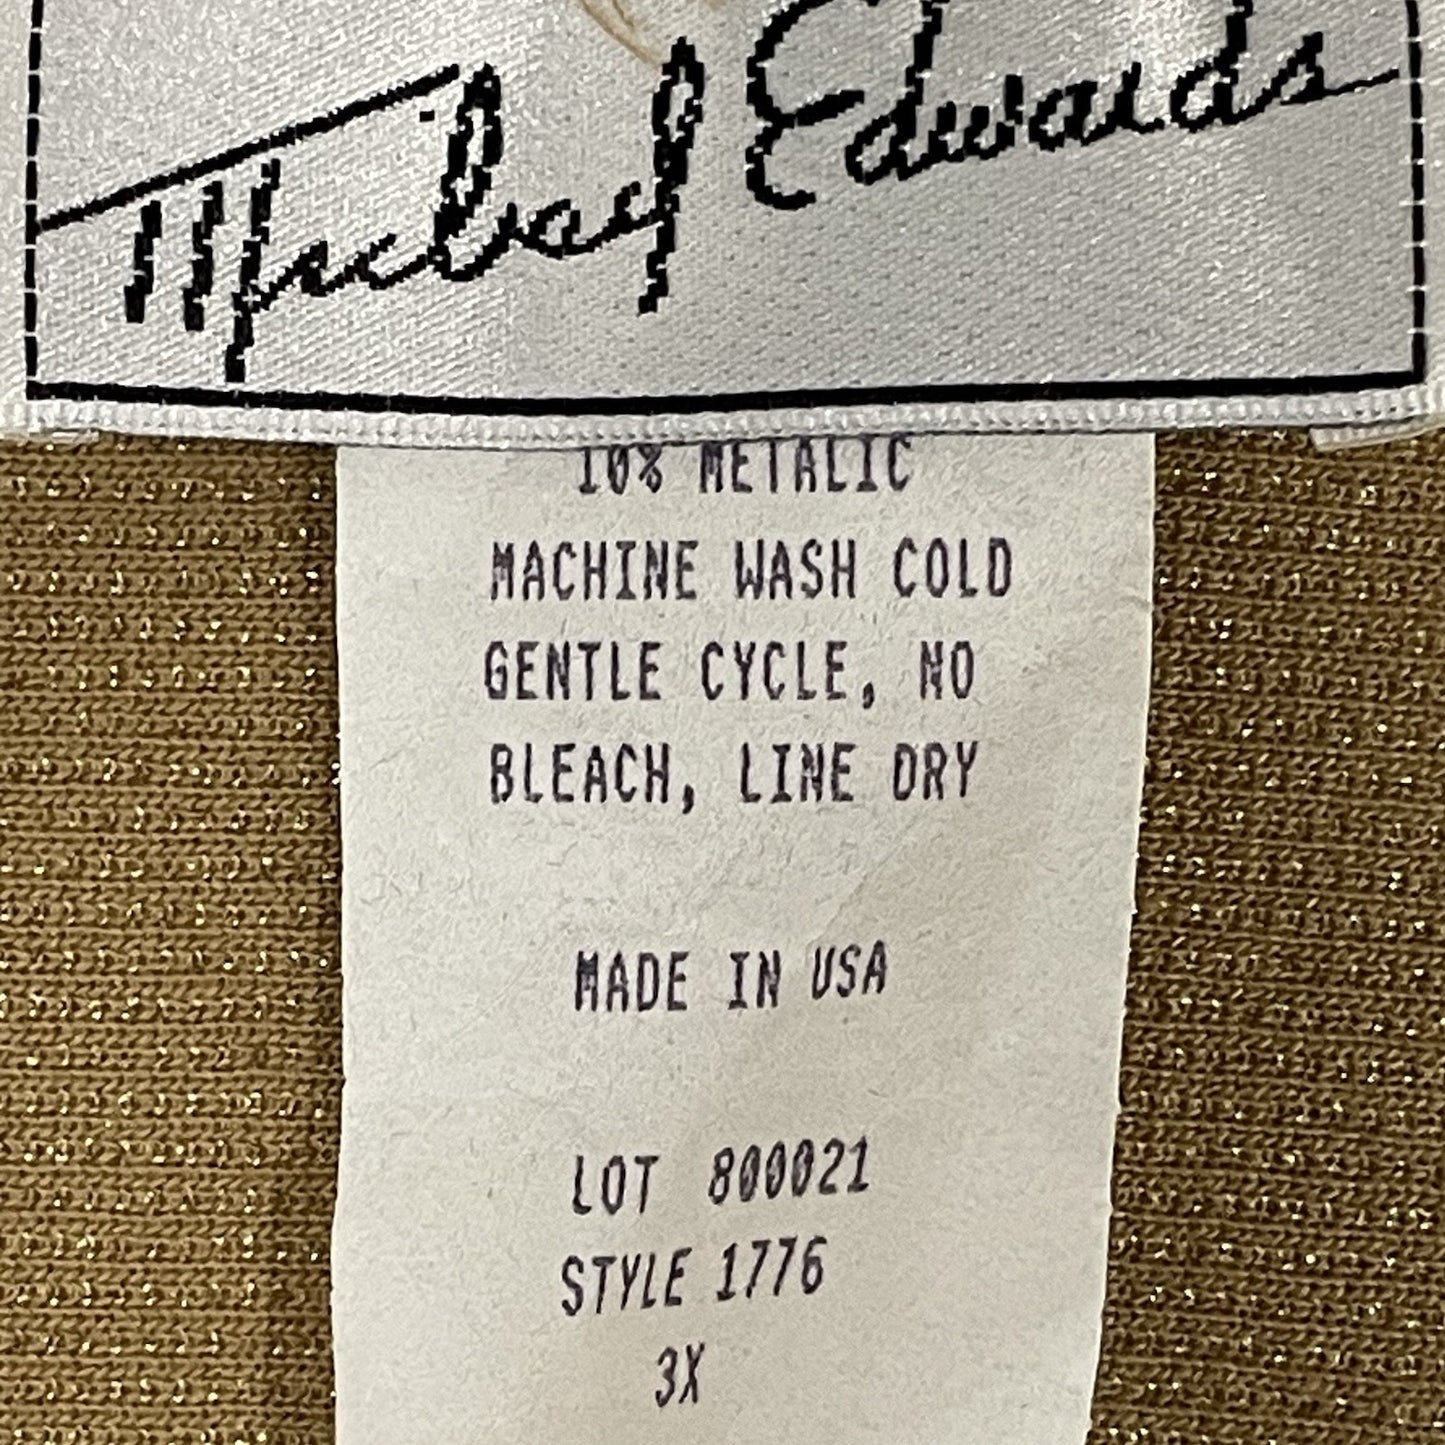 Michael Edwards
10% METALIC
MACHINE WASH COLD
GENTLE CYCLE, NO
BLEACH, LINE DRY
MADE IN USA
LOT 800021
STYLE 1776
3X